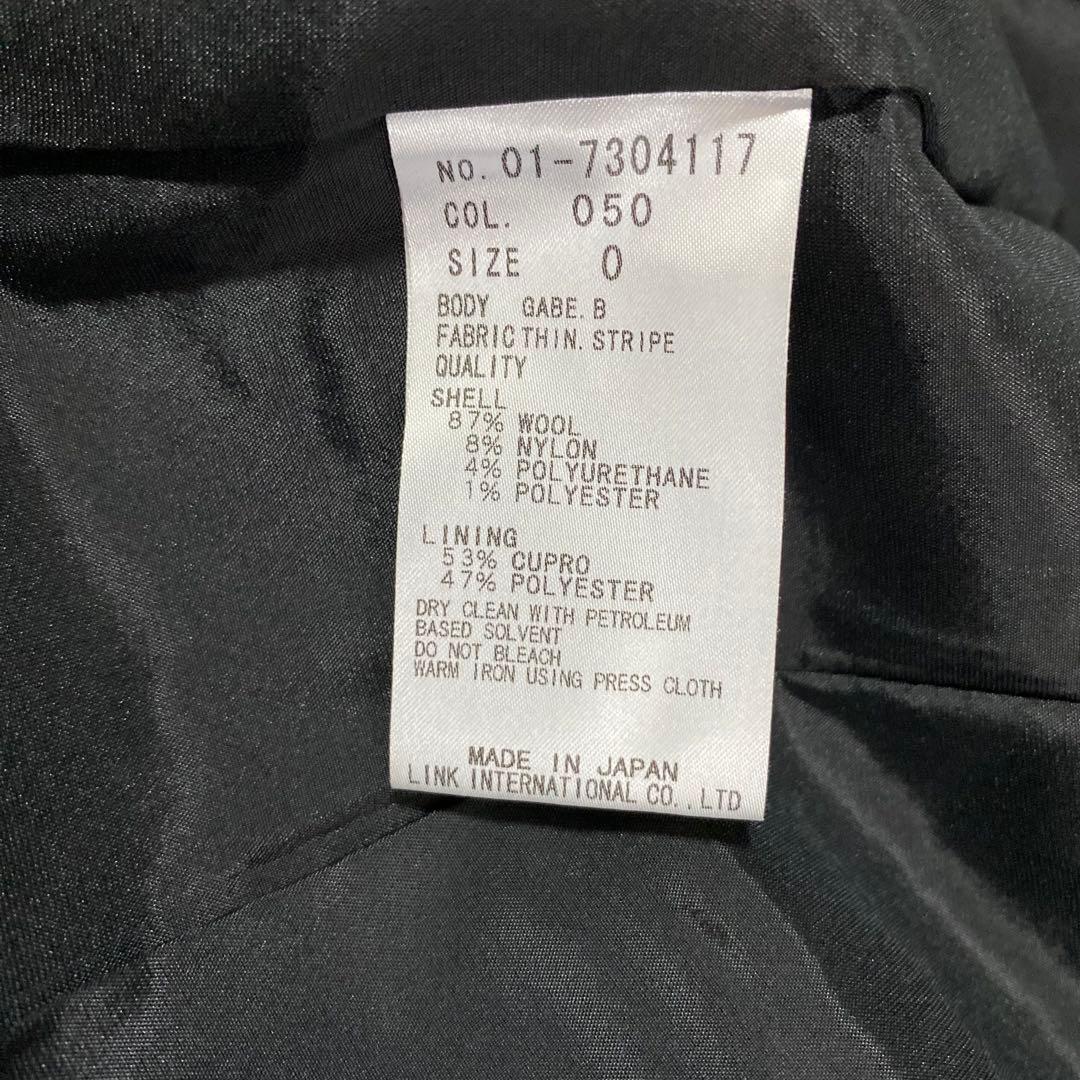 NO. 01-7304117
COL. 050
SIZE 0
BODY GABE. B
FABRIC THIN. STRIPE
QUALITY
SHELL
87% WOOL
8% NYLON
4% POLYURETHANE
1% POLYESTER
LINING
53% CUPRO
47% POLYESTER
DRY CLEAN WITH PETROLEUM
BASED SOLVENT
DO NOT BLEACH
WARM IRON USING PRESS CLOTH
MADE IN JAPAN
LINK INTERNATIONAL CO., LTD